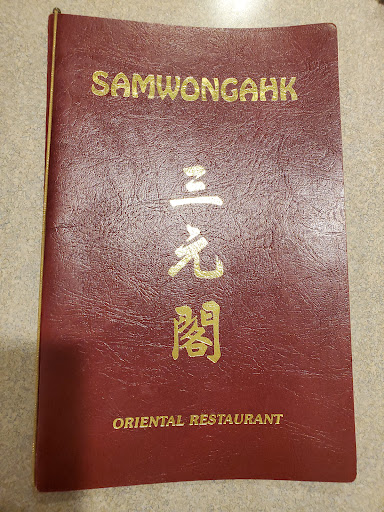 SAMWONGAHK
三
元
閣
ORIENTAL RESTAURANT